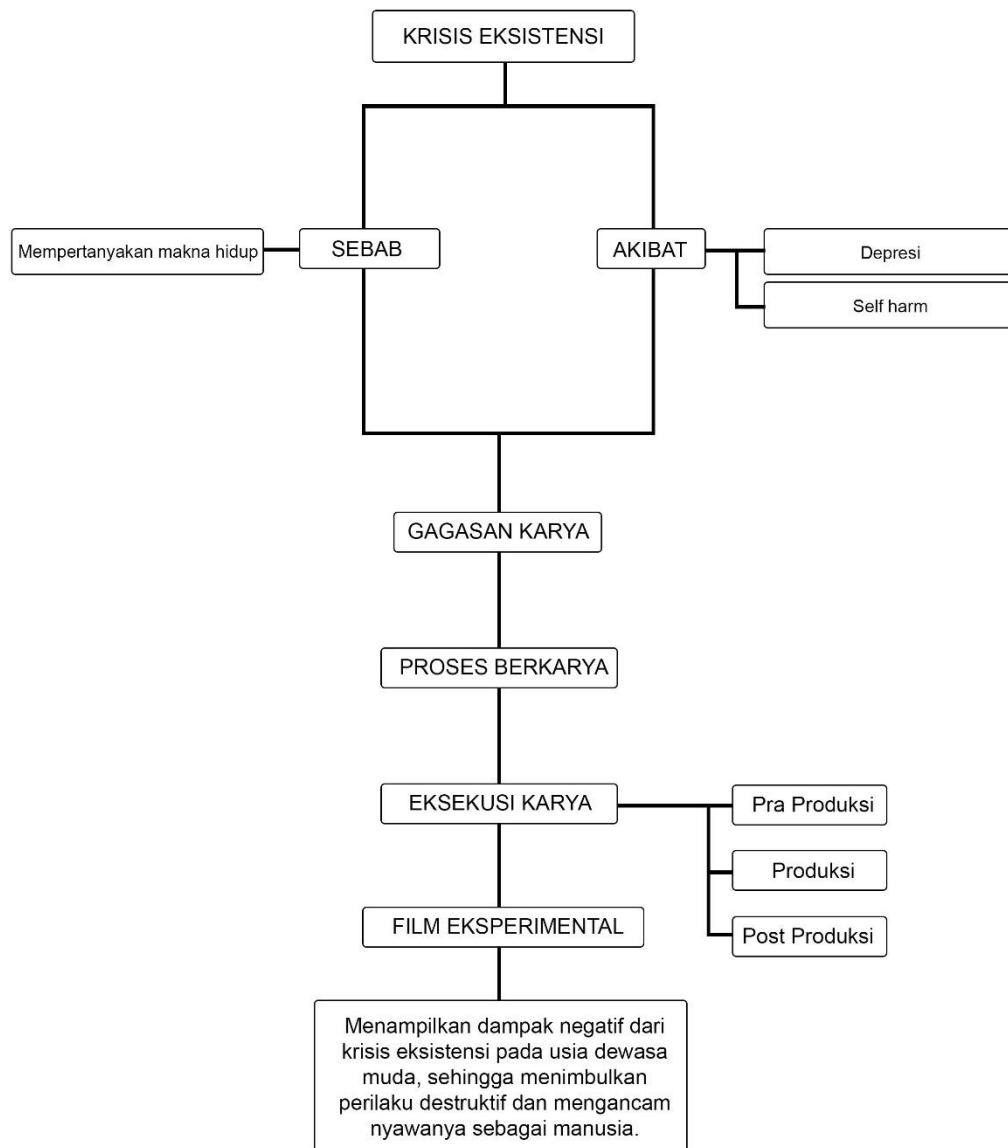 KRISIS EKSISTENSI
Mempertanyakan makna hidup
SEBAB
AKIBAT
Depresi
Self harm
GAGASAN KARYA
PROSES BERKARYA
EKSEKUSI KARYA
Pra Produksi
Produksi
FILM EKSPERIMENTAL
Post Produksi
Menampilkan dampak negatif dari
krisis eksistensi pada usia dewasa
muda, sehingga menimbulkan
perilaku destruktif dan mengancam
nyawanya sebagai manusia.